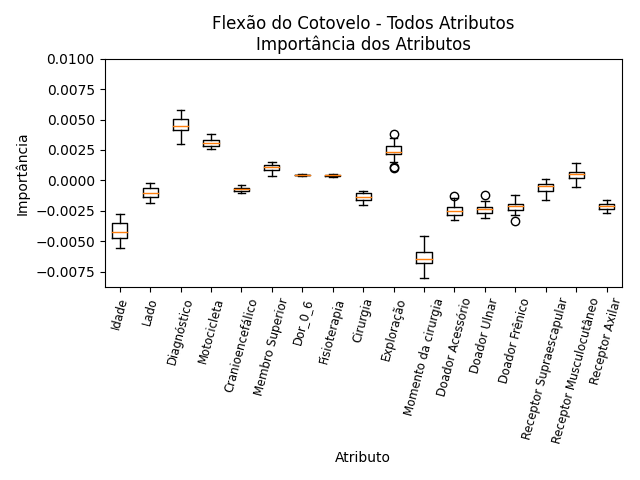 Flexão do Cotovelo - Todos Atributos
Importância dos Atributos
0.0100
0.0075
0.0050
0.0025
0.0000
−0.0025
−0.0050
−0.0075
Importância
Idade
Lado
Diagnóstico
Motocicleta
Cranioencefálico
Membro Superior
Dor_0_6
Fisioterapia
Cirurgia
Exploração
Momento da cirurgia
Doador Acessório
Doador Ulnar
Doador Frênico
Receptor Supraescapular
Receptor Musculocutâneo
Receptor Axilar
Atributo